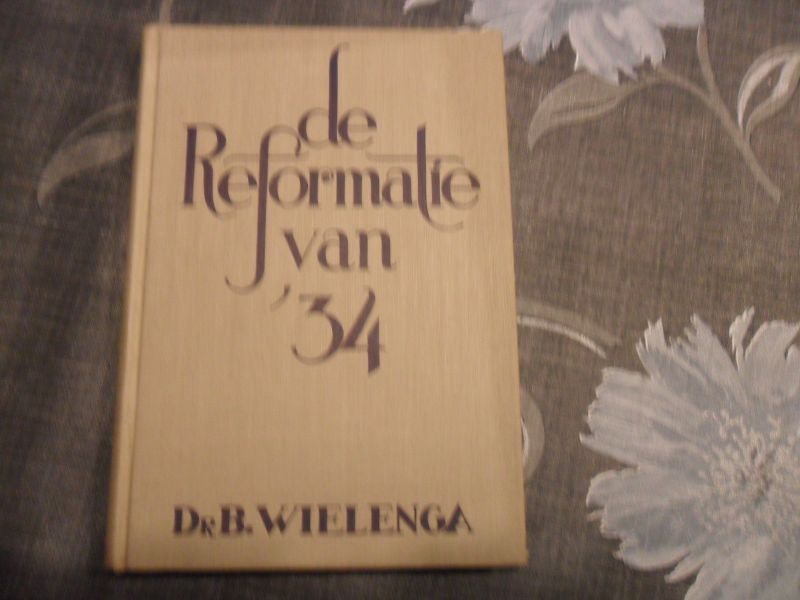 de
Reformatie
van
'34
DR B. WIELENGA